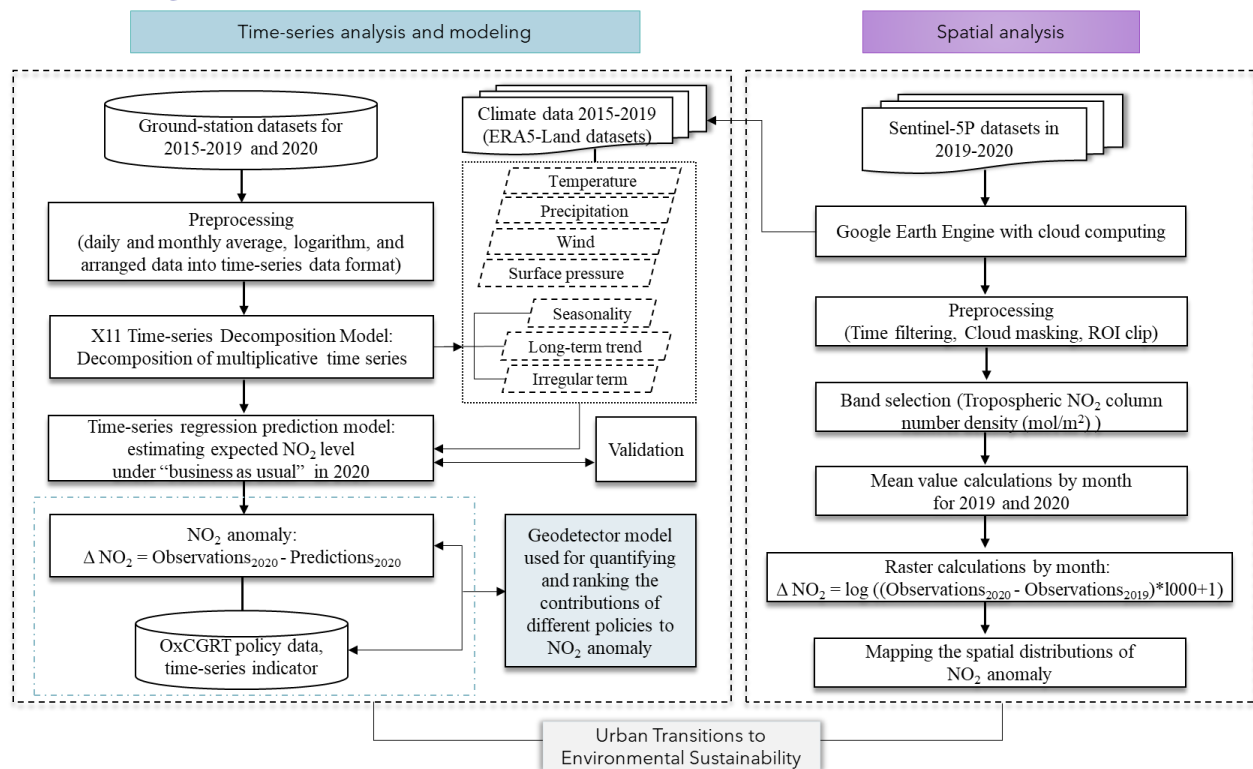 Time-series analysis and modeling
Spatial analysis
Ground-station datasets for
2015-2019 and 2020
Climate data 2015-2019
(ERA5-Land datasets)
Sentinel-5P datasets in
2019-2020
Preprocessing
(daily and monthly average, logarithm, and
arranged data into time-series data format)
Temperature
Precipitation
Wind
Surface pressure
Google Earth Engine with cloud computing
X11 Time-series Decomposition Model:
Decomposition of multiplicative time series
Seasonality
Long-term trend
Irregular term
Preprocessing
(Time filtering, Cloud masking, ROI clip)
Time-series regression prediction model:
estimating expected NO₂ level
under “business as usual” in 2020
Validation
Band selection (Tropospheric NO₂ column
number density (mol/m²) )
Mean value calculations by month
for 2019 and 2020
NO₂ anomaly:
Δ NO₂ = Observations₂₀₂₀ - Predictions₂₀₂₀
Geodetector model
used for quantifying
and ranking the
contributions of
different policies to
NO₂ anomaly
Raster calculations by month:
Δ NO₂ = log ((Observations₂₀₂₀ - Observations₂₀₁₉)*1000+1)
OxCGRT policy data,
time-series indicator
Mapping the spatial distributions of
NO₂ anomaly
Urban Transitions to
Environmental Sustainability